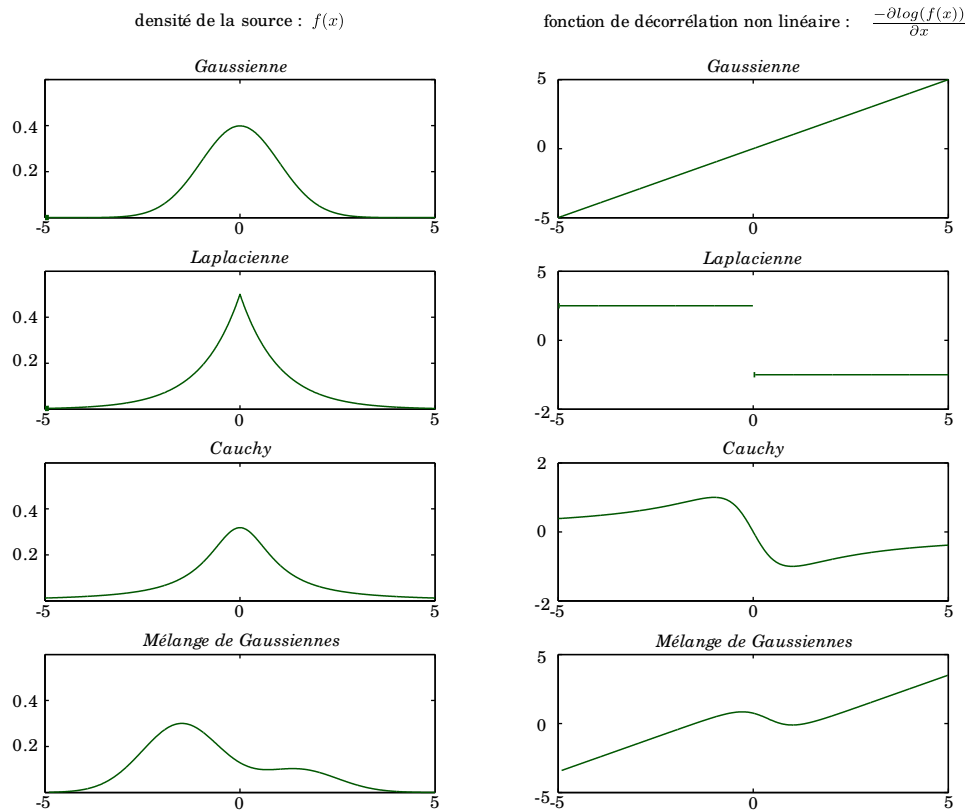 densité de la source : f(x)
fonction de décorrélation non linéaire : −∂log(f(x))/∂x
Gaussienne
0.4
0.2
-5 0 5
Gaussienne
5
0
-5
-5 0 5
Laplacienne
0.4
0.2
-5 0 5
Laplacienne
5
0
-2
-5 0 5
Cauchy
0.4
0.2
-5 0 5
Cauchy
2
0
-2
-5 0 5
Mélange de Gaussiennes
0.4
0.2
-5 0 5
Mélange de Gaussiennes
5
0
-5
-5 0 5